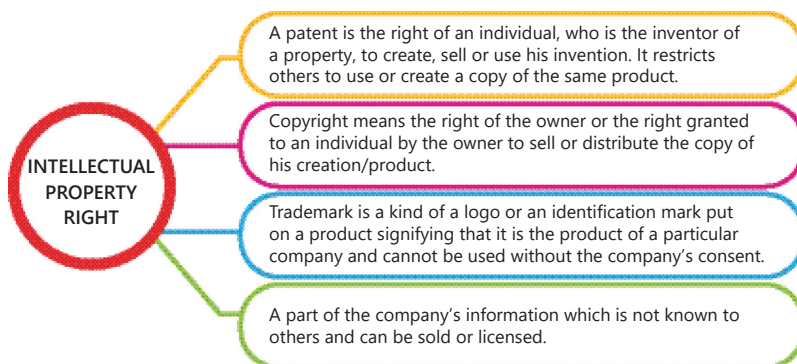 A patent is the right of an individual, who is the inventor of
a property, to create, sell or use his invention. It restricts
others to use or create a copy of the same product.
Copyright means the right of the owner or the right granted
to an individual by the owner to sell or distribute the copy of
his creation/product.
INTELLECTUAL
PROPERTY
RIGHT
Trademark is a kind of a logo or an identification mark put
on a product signifying that it is the product of a particular
company and cannot be used without the company's consent.
A part of the company's information which is not known to
others and can be sold or licensed.